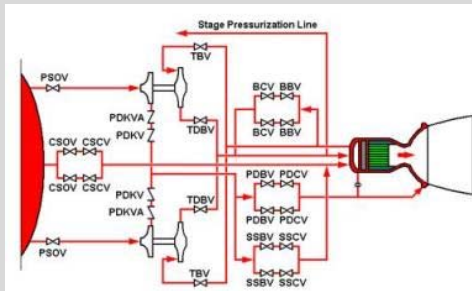 Stage Pressurization Line
TBV
PSOV
PDKVA
PDKV
TDBV
BCV BBV
BCV BBV
CSOV CSCV
CSOV CSCV
PDKV
PDKVA
TDBV
PDBV PDCV
PDBV PDCV
PSOV
TBV
SSBV SSCV
SSBV SSCV